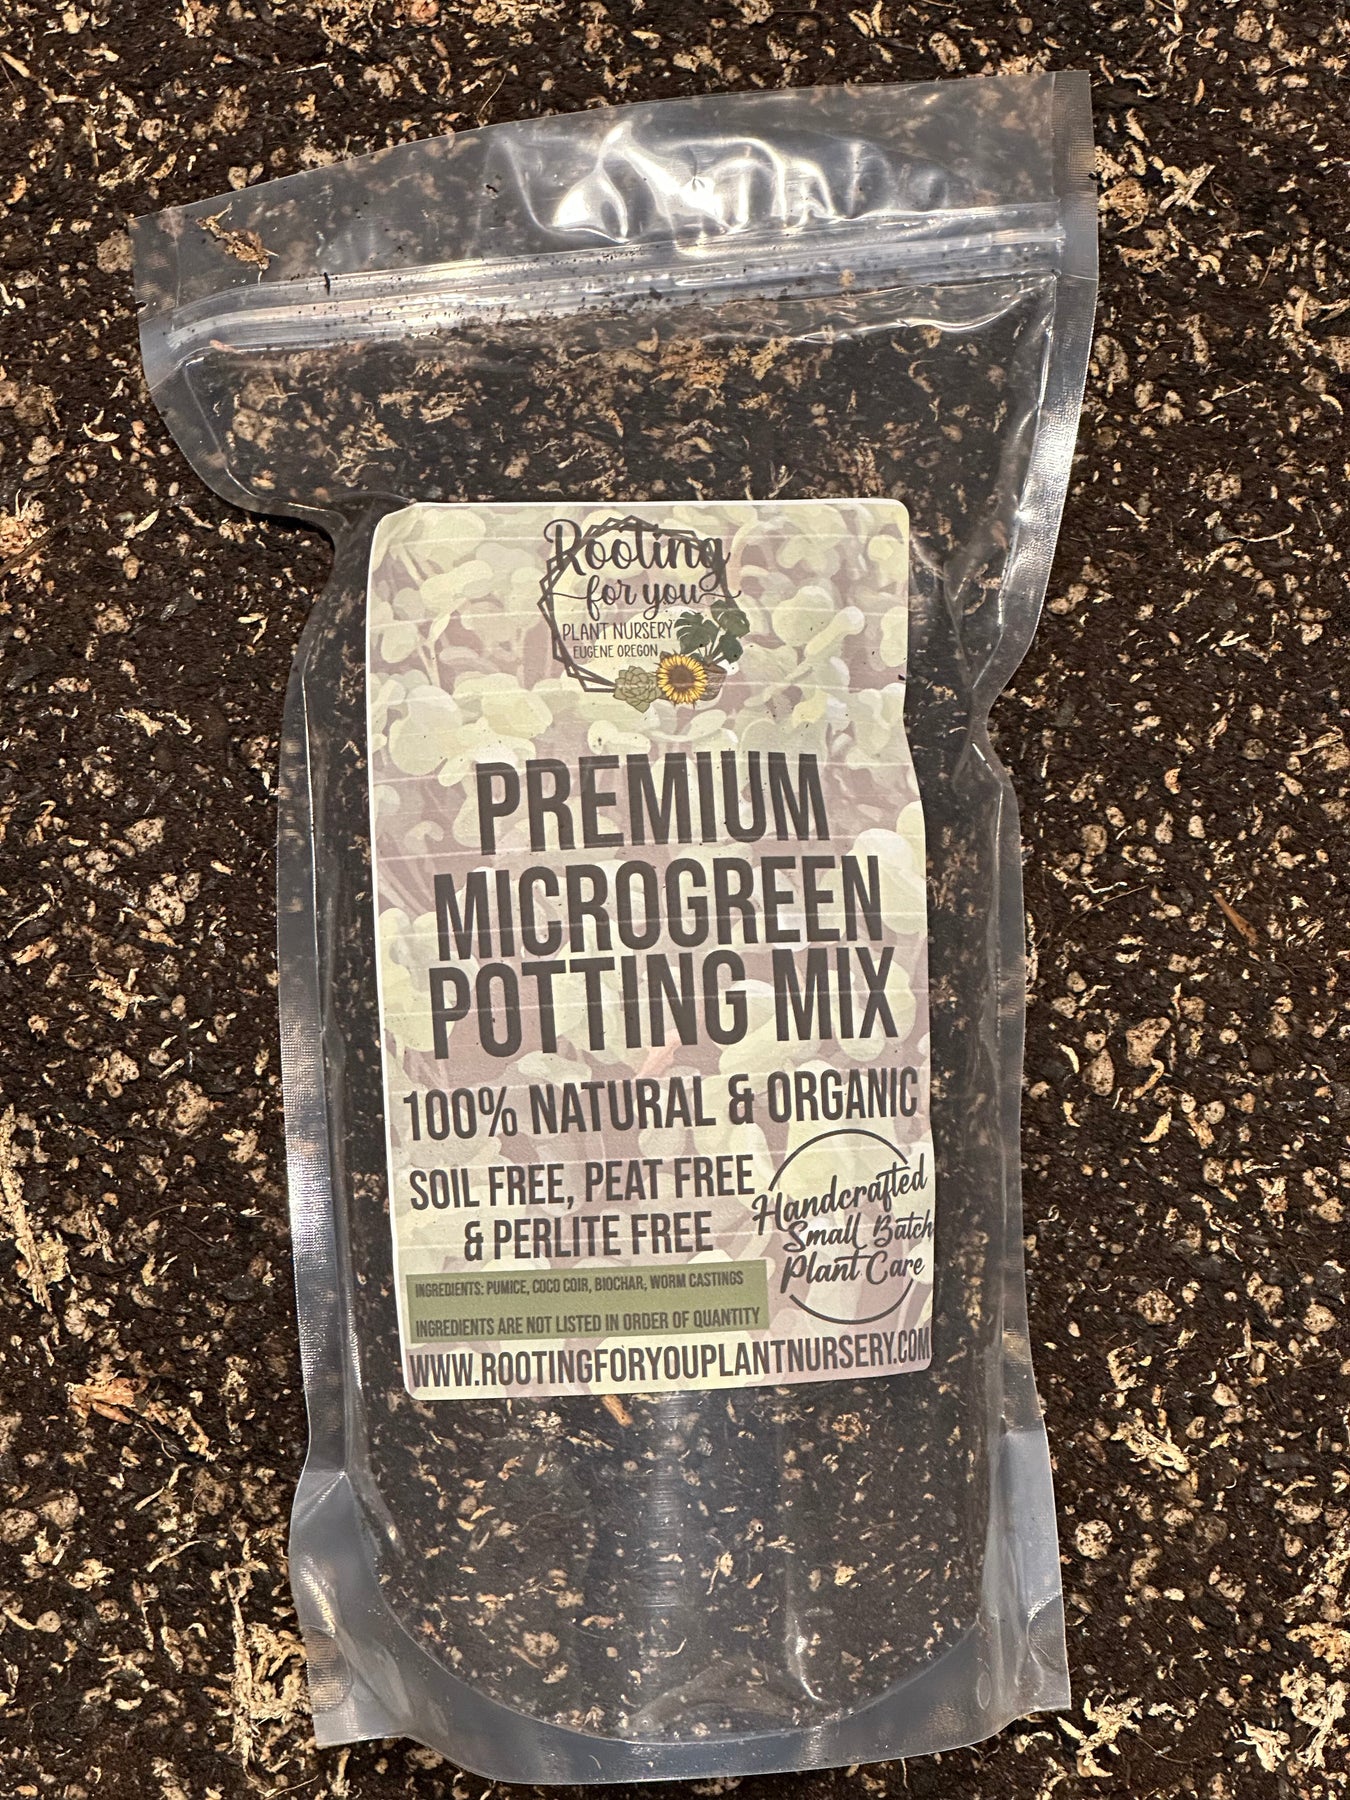 Rooting
for you
PLANT NURSERY
EUGENE OREGON
PREMIUM
MICROGREEN
POTTING MIX
100% NATURAL & ORGANIC
SOIL FREE, PEAT FREE
& PERLITE FREE
Handcrafted
Small Batch
Plant Care
INGREDIENTS: PUMICE, COCO COIR, BIOCHAR, WORM CASTINGS
INGREDIENTS ARE NOT LISTED IN ORDER OF QUANTITY
WWW.ROOTINGFORYOUPLANTNURSERY.COM